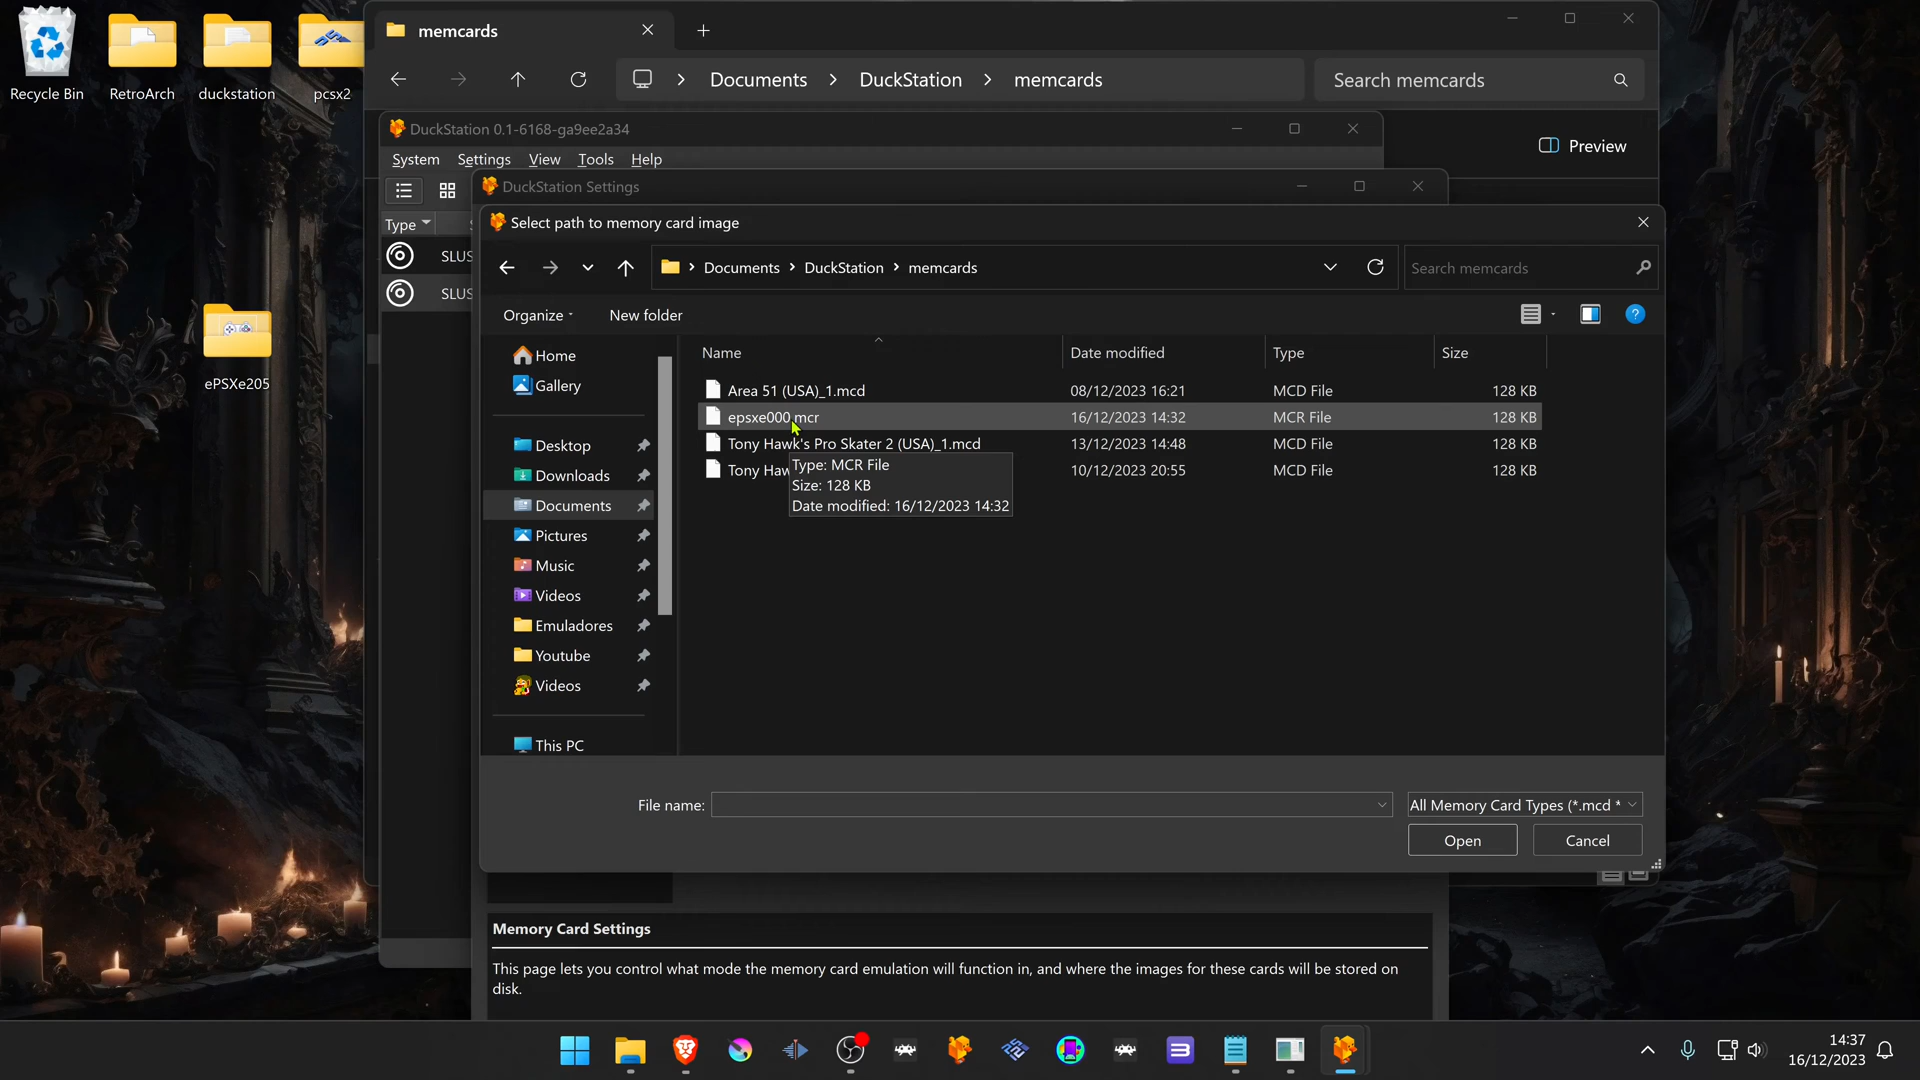 Recycle Bin
RetroArch
duckstation
pcsx2
ePSXe205
memcards
Documents
DuckStation
memcards
Search memcards
Preview
DuckStation 0.1-6168-ga9ee2a34
System
Settings
View
Tools
Help
Type
SLUS
SLUS
DuckStation Settings
Select path to memory card image
Documents
DuckStation
memcards
Search memcards
Organize
New folder
Home
Gallery
Desktop
Downloads
Documents
Pictures
Music
Videos
Emuladores
Youtube
Videos
This PC
Name
Date modified
Type
Size
Area 51 (USA)_1.mcd
08/12/2023 16:21
MCD File
128 KB
epsxe000.mcr
16/12/2023 14:32
MCR File
128 KB
Tony Hawk's Pro Skater 2 (USA)_1.mcd
13/12/2023 14:48
MCD File
128 KB
Tony Haw
10/12/2023 20:55
MCD File
128 KB
Type: MCR File
Size: 128 KB
Date modified: 16/12/2023 14:32
File name:
All Memory Card Types (*.mcd *
Open
Cancel
Memory Card Settings
This page lets you control what mode the memory card emulation will function in, and where the images for these cards will be stored on
disk.
14:37
16/12/2023